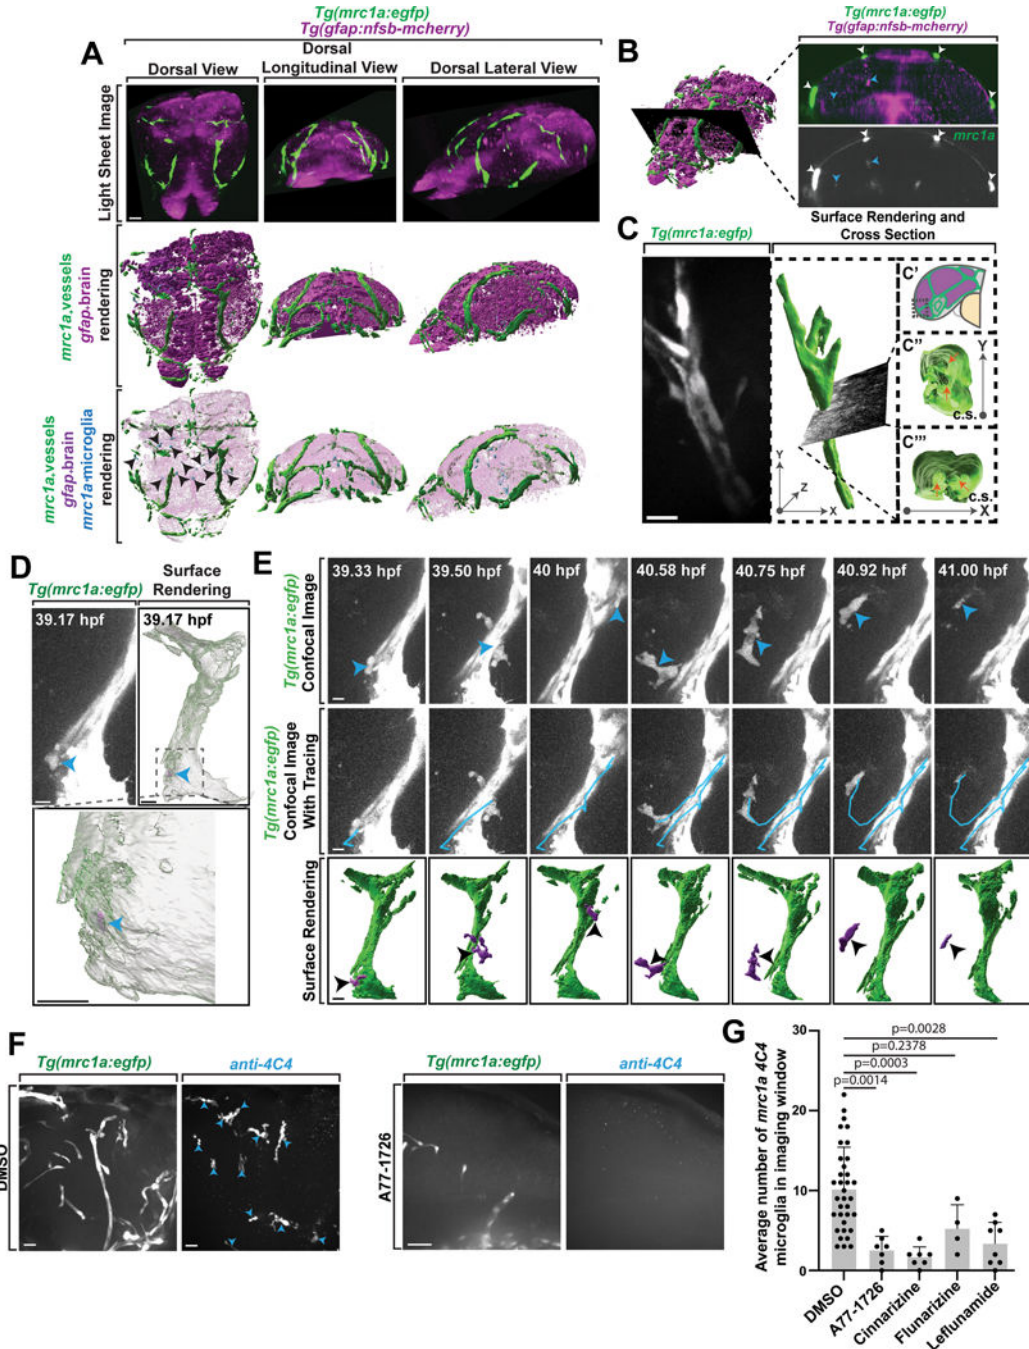 Tg(mrc1a:egfp)
Tg(gfap:nfsb-mcherry)
A
Dorsal View
Dorsal
Longitudinal View
Dorsal Lateral View
Light Sheet Image
mrc1a.vessels
gfap.brain
rendering
mrc1a.vessels
gfap.brain
mrc1a+microglia
rendering
B
Tg(mrc1a:egfp)
Tg(gfap:nfsb-mcherry)
mrc1a
C
Tg(mrc1a:egfp)
Surface Rendering and
Cross Section
Y
Z
X
C'
C''
Y
c.s.
C'''
c.s.
X
D
Tg(mrc1a:egfp)
Surface
Rendering
39.17 hpf
39.17 hpf
E
Tg(mrc1a:egfp)
Confocal Image
39.33 hpf
39.50 hpf
40 hpf
40.58 hpf
40.75 hpf
40.92 hpf
41.00 hpf
Tg(mrc1a:egfp)
Confocal Image
With Tracing
Surface Rendering
F
Tg(mrc1a:egfp)
anti-4C4
DMSO
Tg(mrc1a:egfp)
anti-4C4
A77-1726
G
Average number of mrc1a 4C4
microglia in imaging window
30
20
10
0
p=0.0028
p=0.2378
p=0.0003
p=0.0014
DMSO
A77-1726
Cinnarizine
Flunarizine
Leflunamide